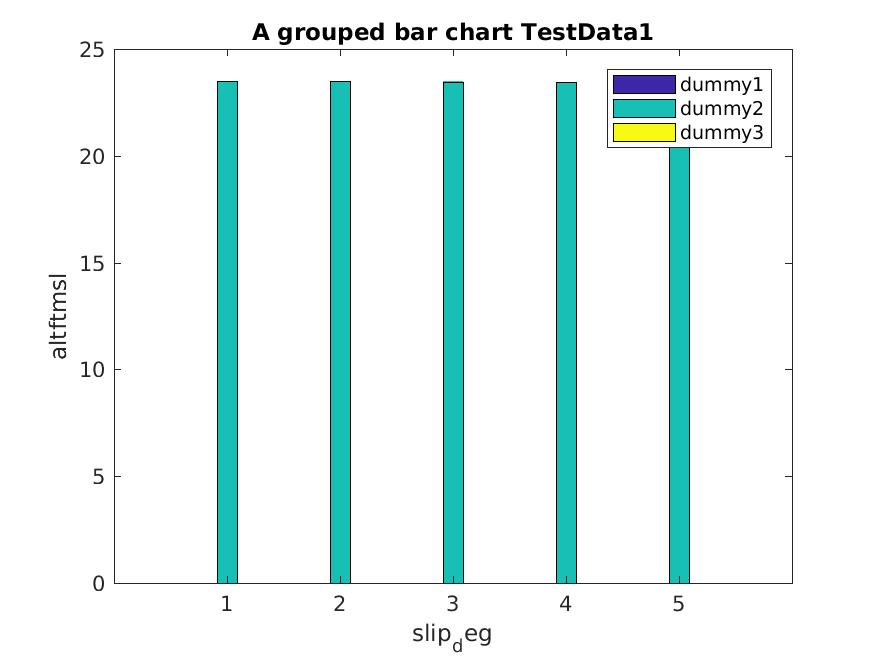 A grouped bar chart TestData1
25
20
15
10
5
0
altftmsl
dummy1
dummy2
dummy3
1 2 3 4 5
slip_deg